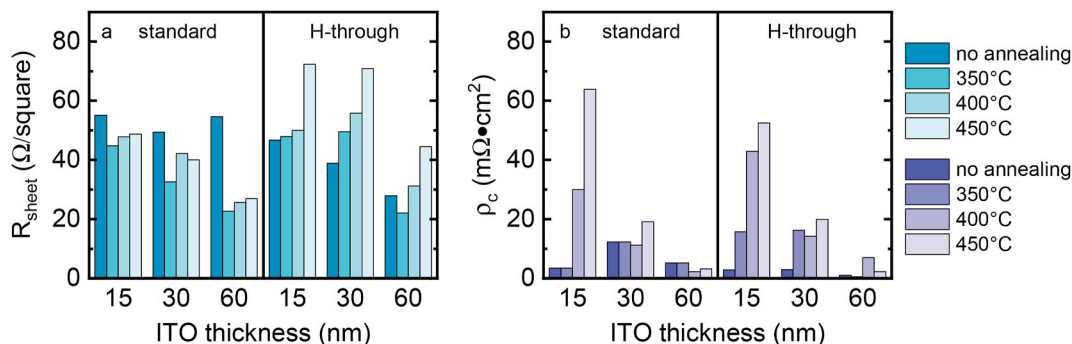 a standard H-through
80
60
40
20
0
R_sheet (Ω/square)
15 30 60 15 30 60
ITO thickness (nm)
b standard H-through
80
60
40
20
0
ρ_c (mΩ•cm²)
15 30 60 15 30 60
ITO thickness (nm)
no annealing
350°C
400°C
450°C
no annealing
350°C
400°C
450°C